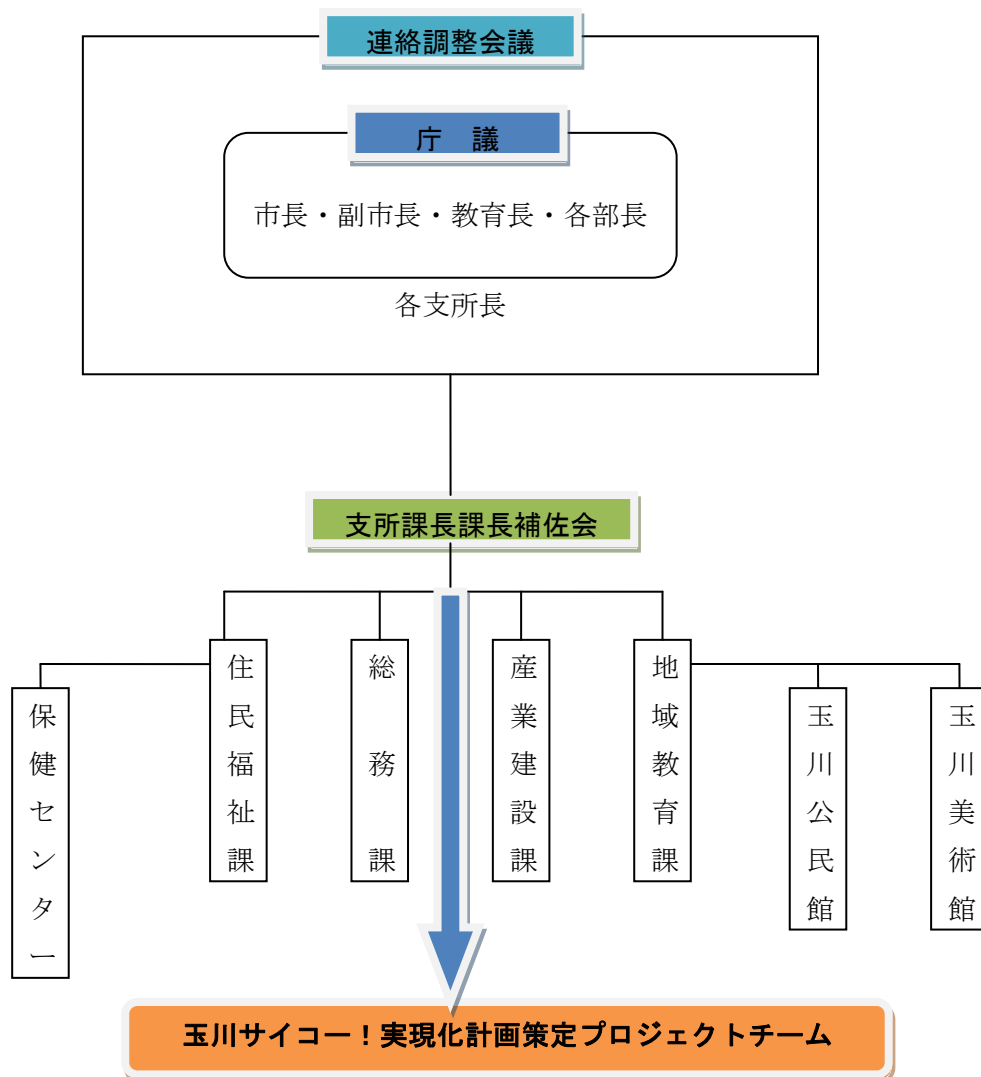 連絡調整会議
庁　議
市長・副市長・教育長・各部長
各支所長
支所課長課長補佐会
保健センター
住民福祉課
総務課
産業建設課
地域教育課
玉川公民館
玉川美術館
玉川サイコー！実現化計画策定プロジェクトチーム